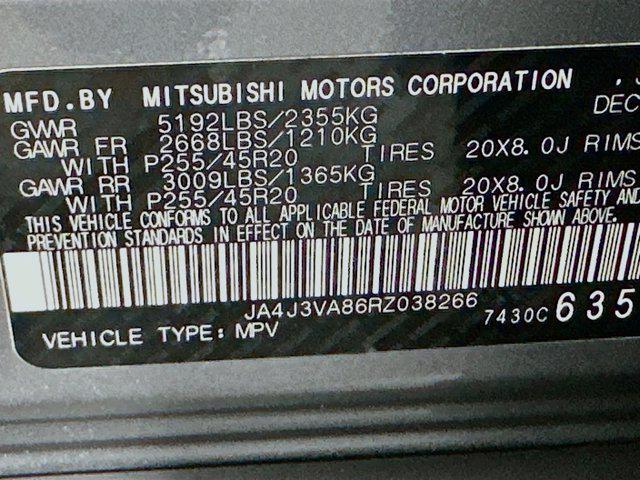 MFD.BY MITSUBISHI MOTORS CORPORATION
DEC
GVWR 5192LBS/2355KG
GAWR FR 2668LBS/1210KG
WITH P255/45R20 TIRES 20X8.0J RIMS
GAWR RR 3009LBS/1365KG
WITH P255/45R20 TIRES 20X8.0J RIMS
THIS VEHICLE CONFORMS TO ALL APPLICABLE FEDERAL MOTOR VEHICLE SAFETY AND
PREVENTION STANDARDS IN EFFECT ON THE DATE OF MANUFACTURE SHOWN ABOVE.
JA4J3VA86RZ038266
VEHICLE TYPE: MPV 7430C 635